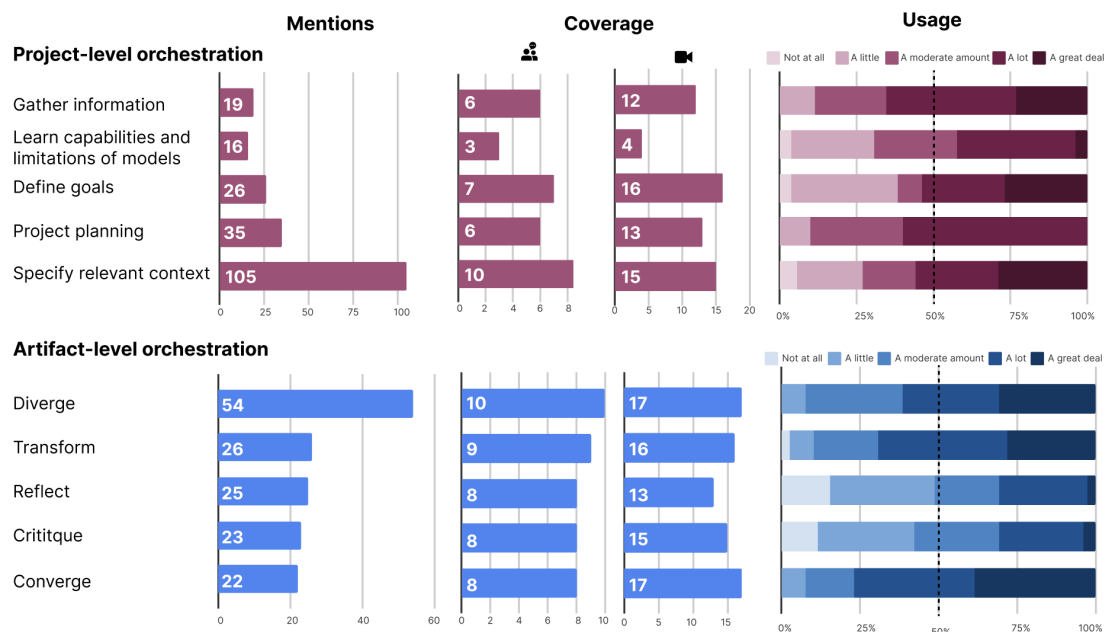 Mentions Coverage Usage
Project-level orchestration
Not at all A little A moderate amount A lot A great deal
Gather information 19 6 12
Learn capabilities and
limitations of models 16 3 4
Define goals 26 7 16
Project planning 35 6 13
Specify relevant context 105 10 15
0 25 50 75 100 0 2 4 6 8 0 5 10 15 20 0% 25% 50% 75% 100%
Artifact-level orchestration
Not at all A little A moderate amount A lot A great deal
Diverge 54 10 17
Transform 26 9 16
Reflect 25 8 13
Crititque 23 8 15
Converge 22 8 17
0 20 40 60 0 2 4 6 8 10 0 5 10 15 0% 25% 50% 75% 100%